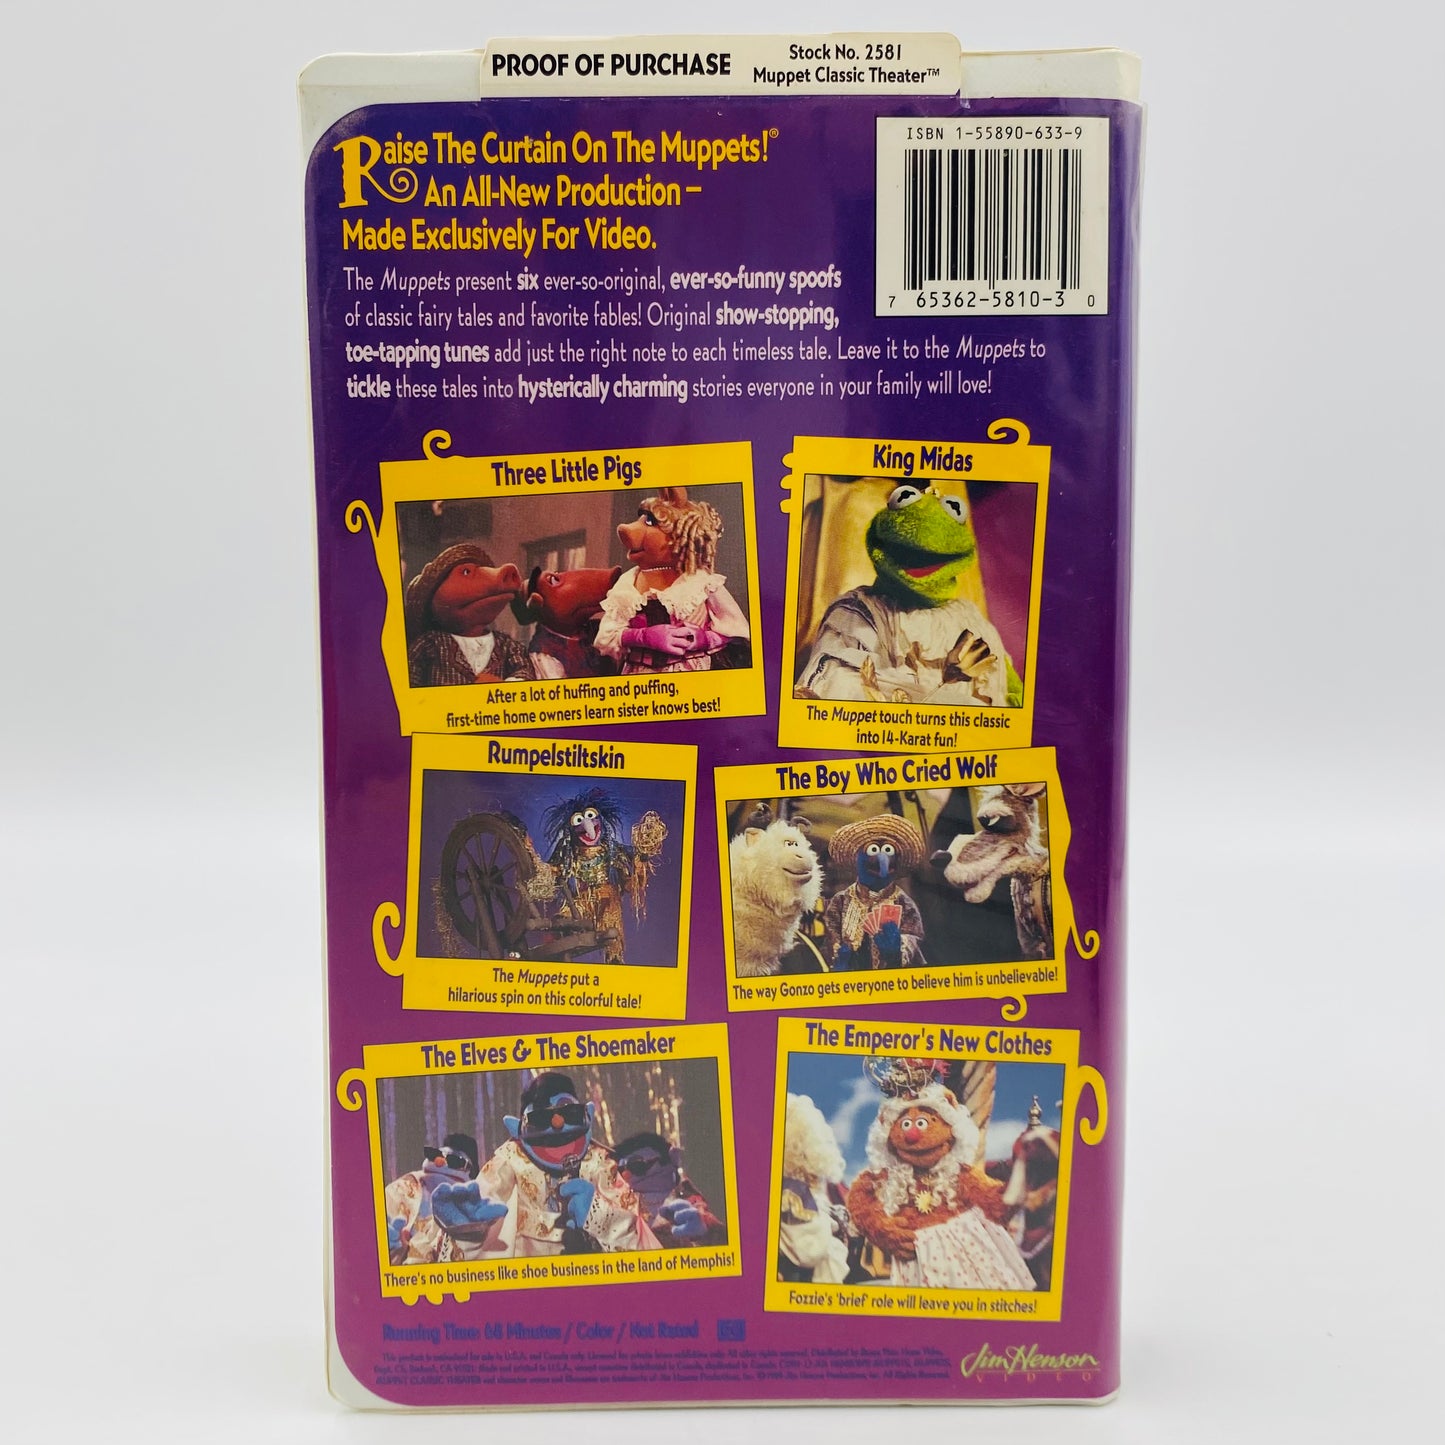 PROOF OF PURCHASE
Stock No. 2581
Muppet Classic Theater™
Raise The Curtain On The Muppets!®
An All-New Production –
Made Exclusively For Video.
ISBN 1-55890-633-9
7 65362-5810-3 0
The Muppets present six ever-so-original, ever-so-funny spoofs
of classic fairy tales and favorite fables! Original show-stopping,
toe-tapping tunes add just the right note to each timeless tale. Leave it to the Muppets to
tickle these tales into hysterically charming stories everyone in your family will love!
Three Little Pigs
After a lot of huffing and puffing,
first-time home owners learn sister knows best!
King Midas
The Muppet touch turns this classic
into 14-Karat fun!
Rumpelstiltskin
The Muppets put a
hilarious spin on this colorful tale!
The Boy Who Cried Wolf
The way Gonzo gets everyone to believe him is unbelievable!
The Elves & The Shoemaker
There's no business like shoe business in the land of Memphis!
The Emperor's New Clothes
Fozzie's 'brief' role will leave you in stitches!
Running Time: 68 Minutes / Color / Not Rated
Jim Henson
VIDEO